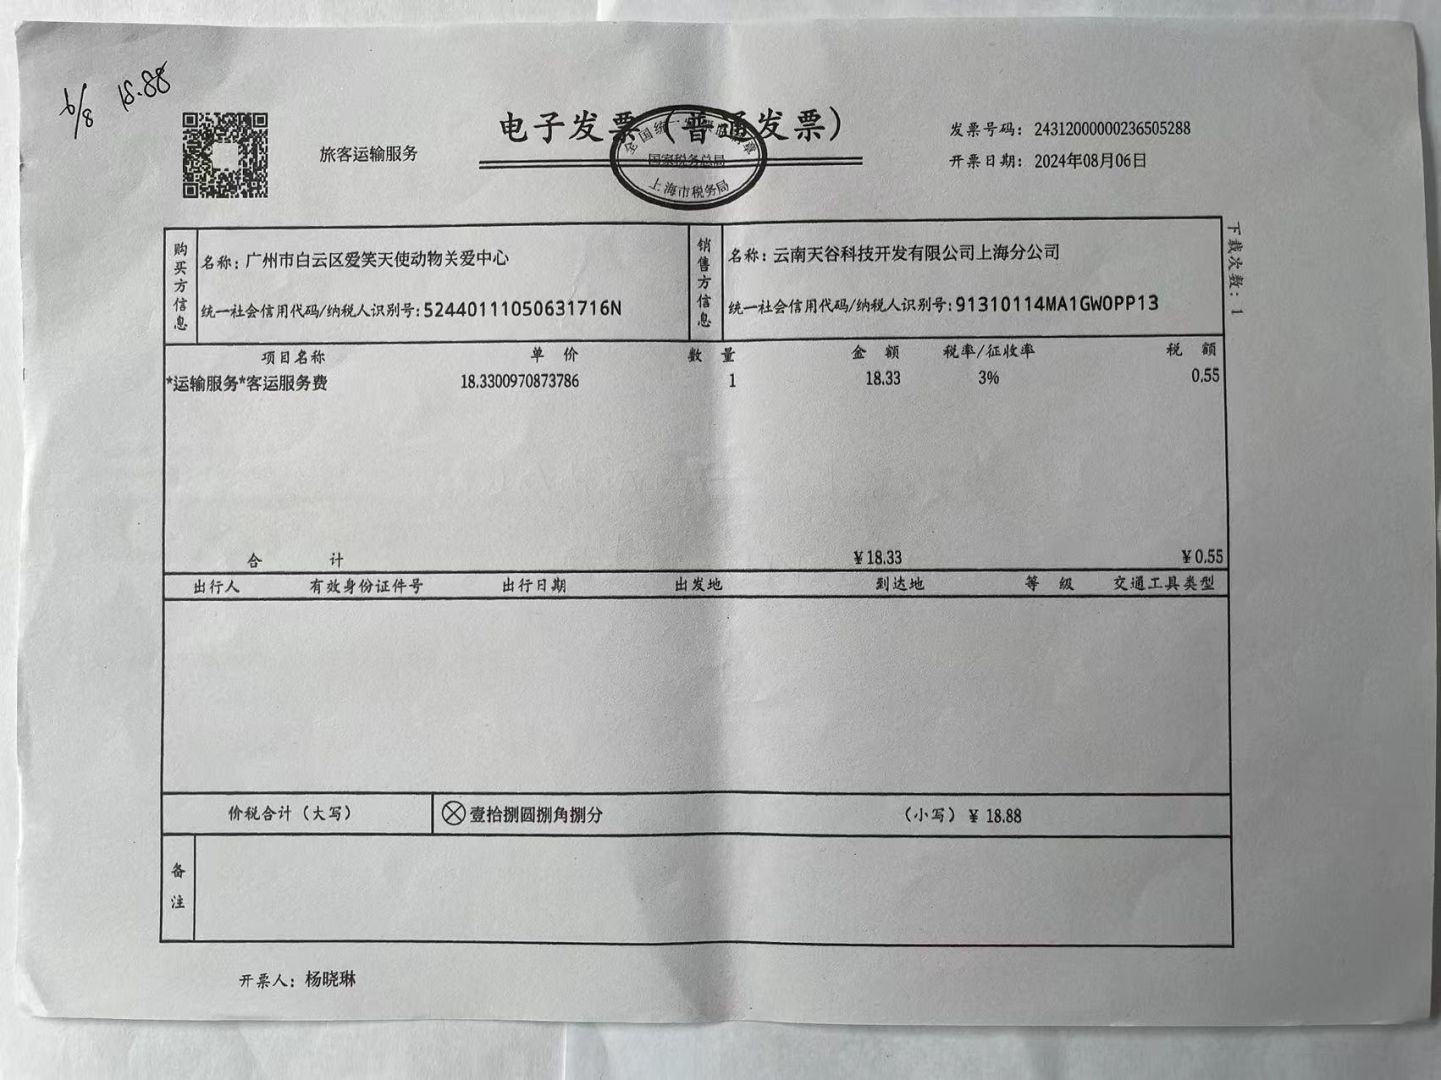 6/8 18.88
电子发票（普通发票）
旅客运输服务
全国统一发票监制章
国家税务总局
上海市税务局
发票号码：24312000000236505288
开票日期：2024年08月06日
购买方信息
名称：广州市白云区爱笑天使动物关爱中心
统一社会信用代码/纳税人识别号：52440111050631716N
销售方信息
名称：云南天谷科技开发有限公司上海分公司
统一社会信用代码/纳税人识别号：91310114MA1GW0PP13
下载次数：1
项目名称 单价 数量 金额 税率/征收率 税额
*运输服务*客运服务费 18.3300970873786 1 18.33 3% 0.55
合计 ¥18.33 ¥0.55
出行人 有效身份证件号 出行日期 出发地 到达地 等级 交通工具类型
价税合计（大写） ⊗壹拾捌圆捌角捌分 （小写）¥ 18.88
备注
开票人：杨晓琳